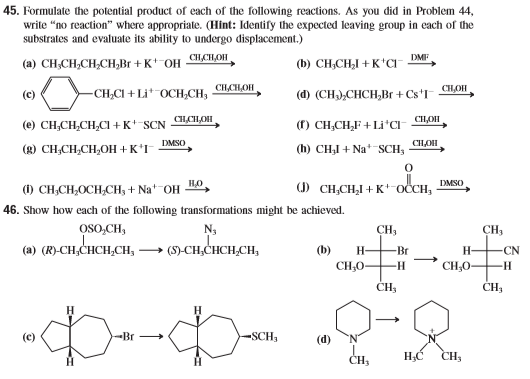 45. Formulate the potential product of each of the following reactions. As you did in Problem 44,
write “no reaction” where appropriate. (Hint: Identify the expected leaving group in each of the
substrates and evaluate its ability to undergo displacement.)
(a) CH₃CH₂CH₂CH₂Br + K⁺ ⁻OH CH₃CH₂OH
(b) CH₃CH₂I + K⁺Cl⁻ DMF
(c) CH₂Cl + Li⁺ ⁻OCH₂CH₃ CH₃CH₂OH
(d) (CH₃)₂CHCH₂Br + Cs⁺I⁻ CH₃OH
(e) CH₃CH₂CH₂Cl + K⁺⁻SCN CH₃CH₂OH
(f) CH₃CH₂F + Li⁺Cl⁻ CH₃OH
(g) CH₃CH₂CH₂OH + K⁺I⁻ DMSO
(h) CH₃I + Na⁺⁻SCH₃ CH₃OH
(i) CH₃CH₂OCH₂CH₃ + Na⁺⁻OH H₂O
O
(j) CH₃CH₂I + K⁺⁻OCCH₃ DMSO
46. Show how each of the following transformations might be achieved.
OSO₂CH₃ N₃
(a) (R)-CH₃CHCH₂CH₃ (S)-CH₃CHCH₂CH₃
CH₃ CH₃
(b) H Br H CN
CH₃O H CH₃O H
CH₃ CH₃
H H
(c) Br SCH₃
H H
(d) N N⁺
CH₃ H₃C CH₃